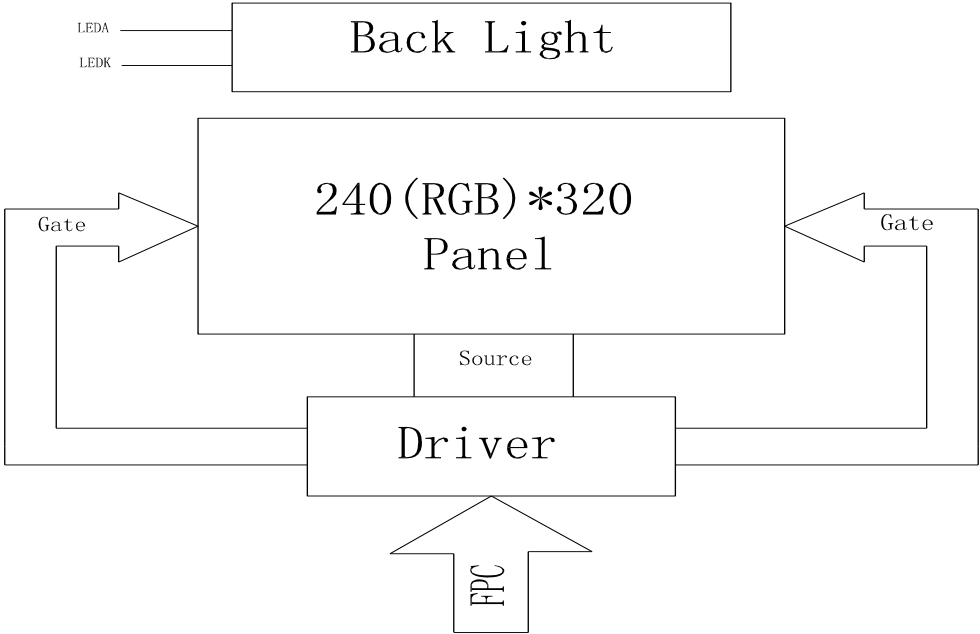 LEDA
Back Light
LEDK
240(RGB)*320
Panel
Gate
Gate
Source
Driver
FPC